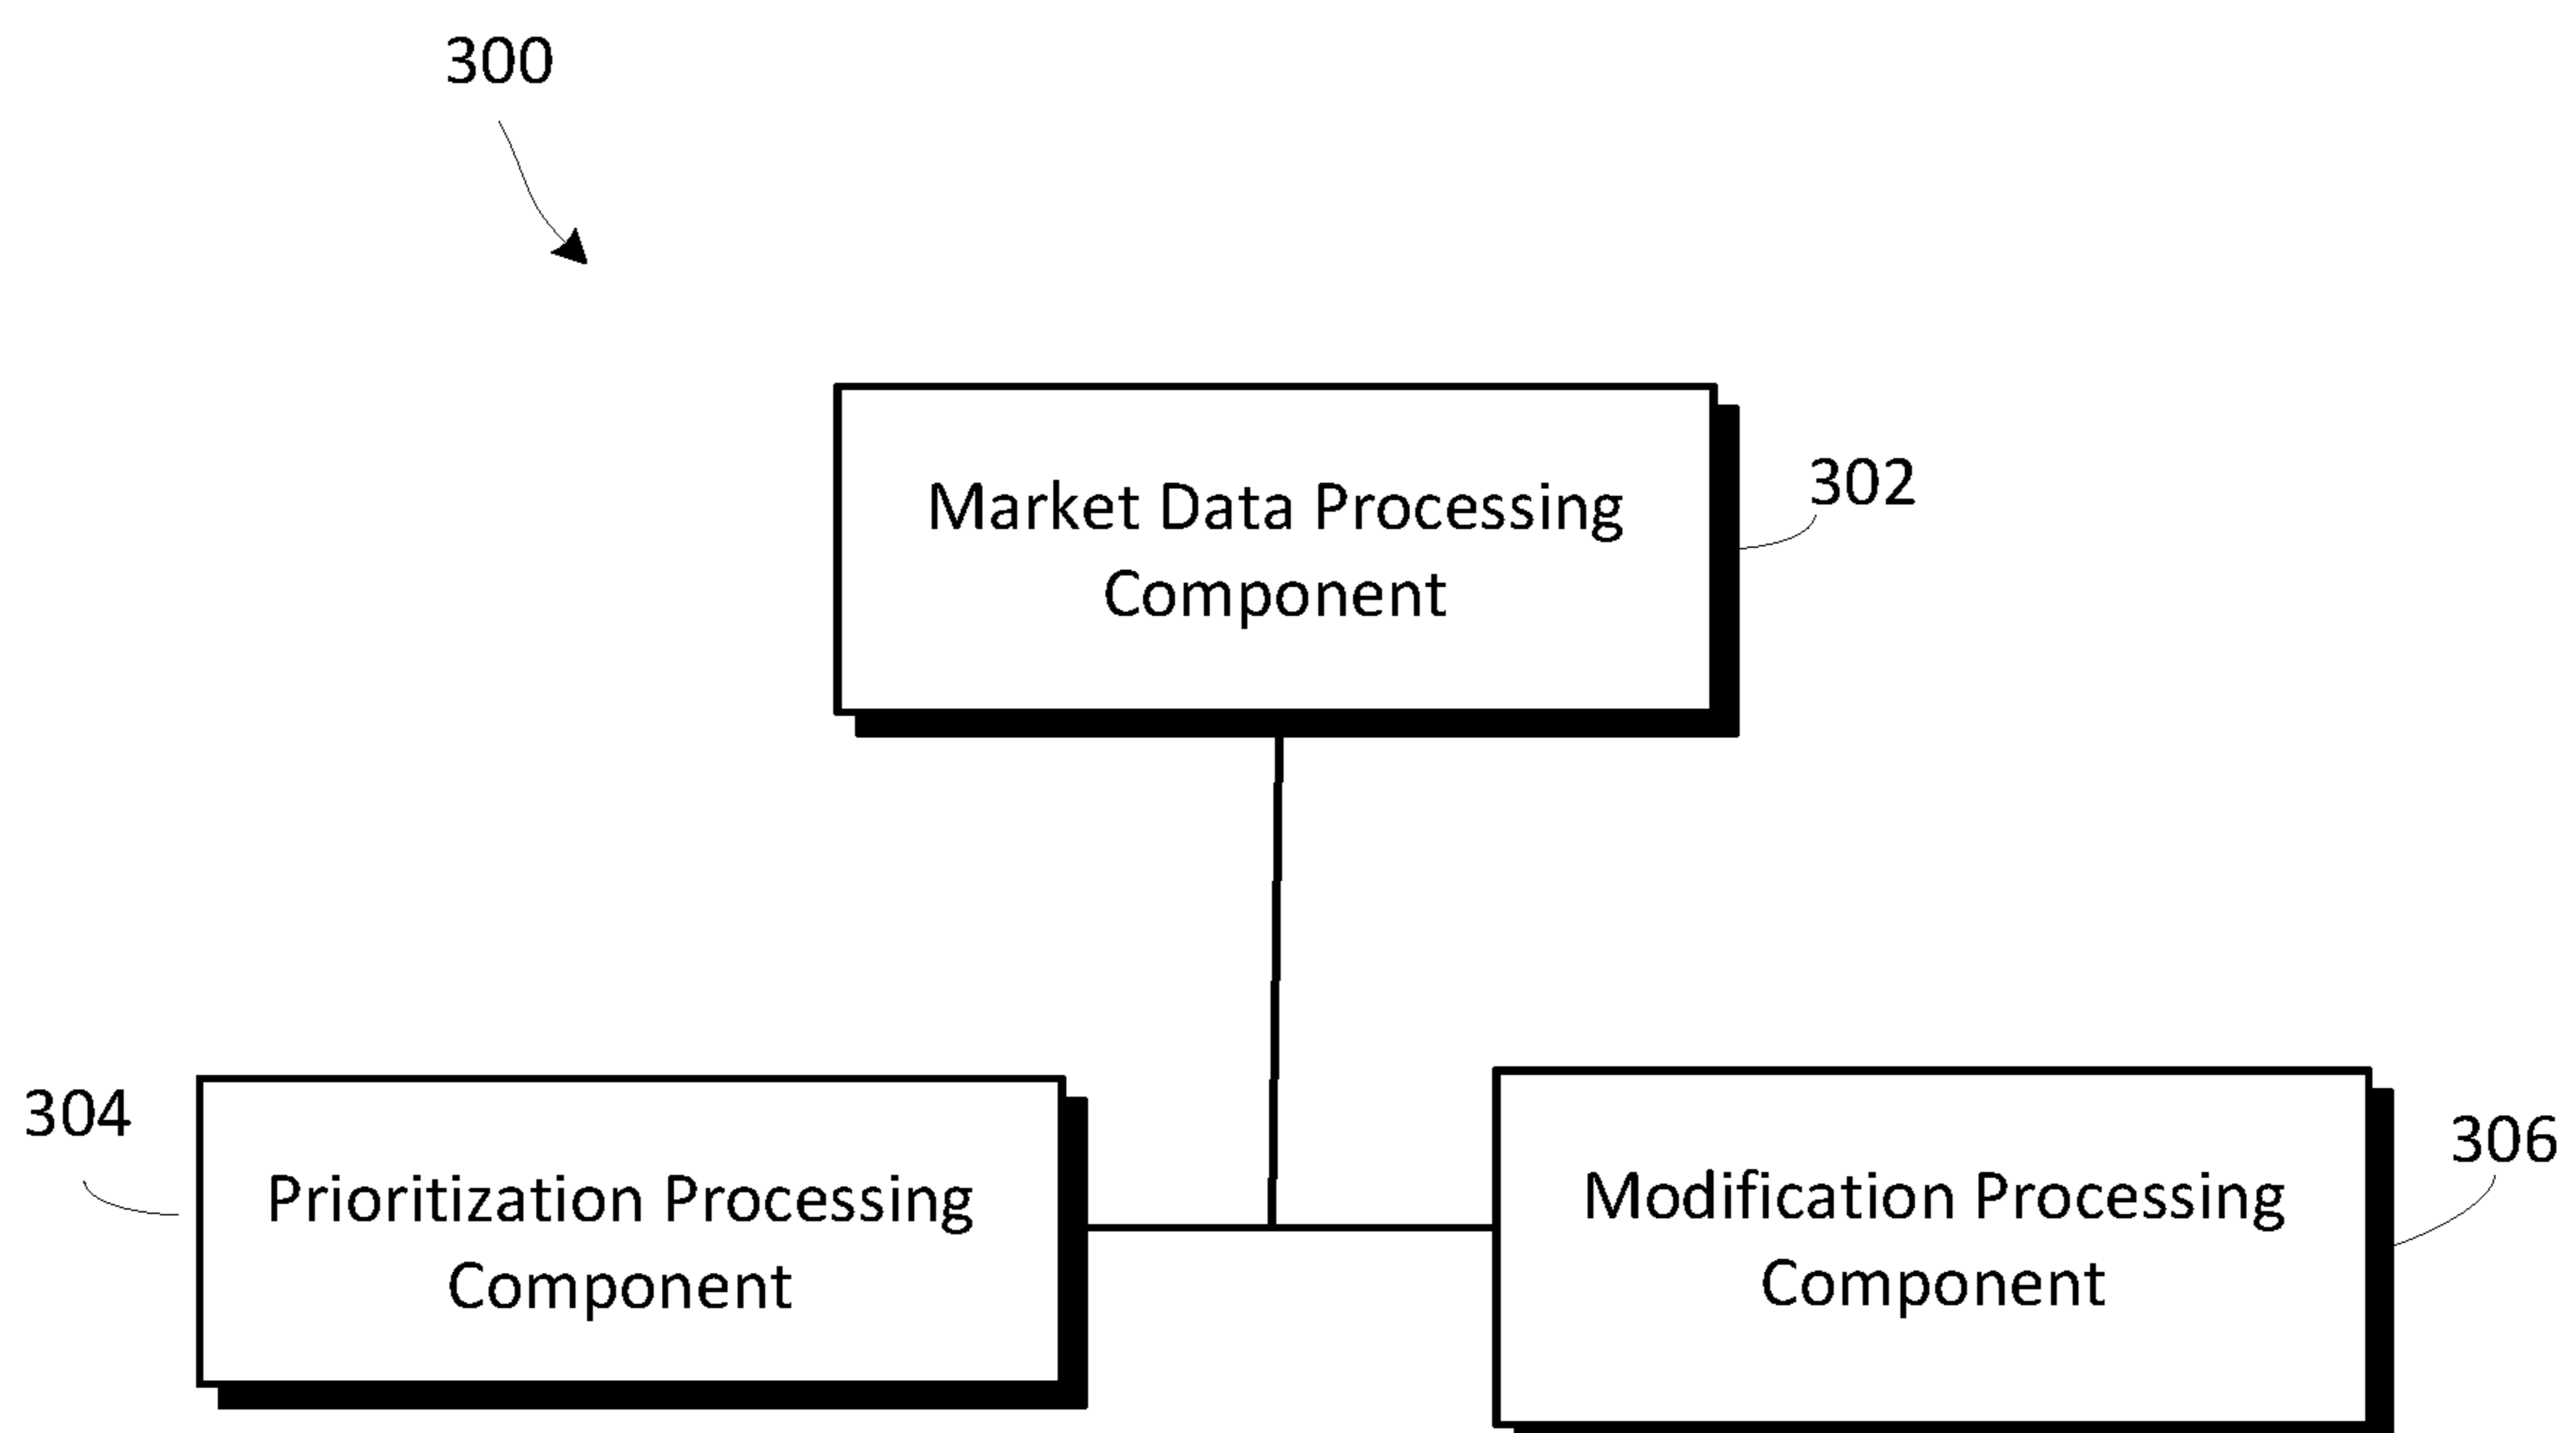 300
Market Data Processing
Component
302
304
Prioritization Processing
Component
Modification Processing
Component
306